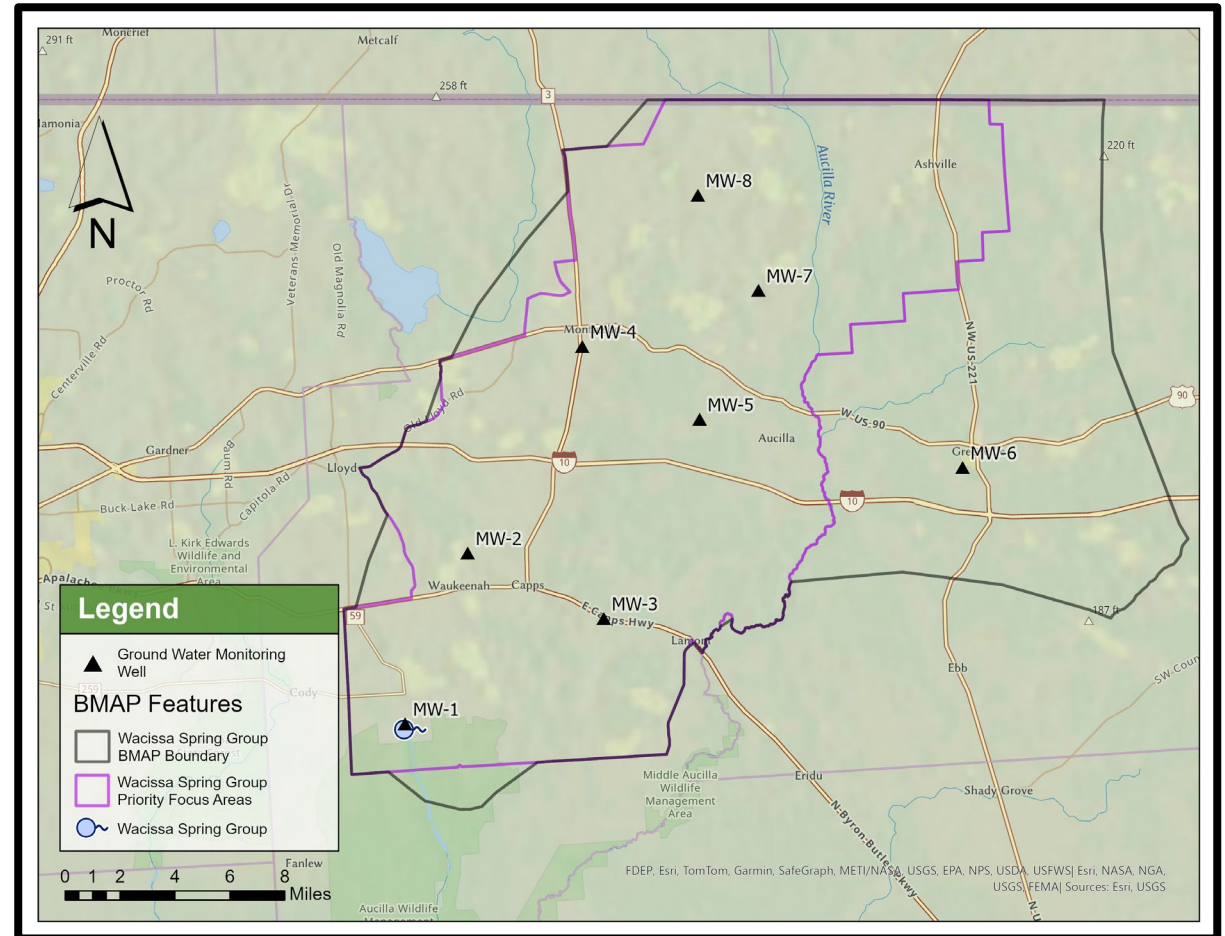 Moncrief
291 ft
Metcalf
258 ft
3
220 ft
Ashville
Aucilla River
N
MW-8
MW-7
Proctor Rd
Veterans Memorial Dr
Old Magnolia Rd
Centerville Rd
MW-4
NW-US-221
Old Lloyd Rd
MW-5
W-US-90
90
Aucilla
Gardner
Baum Rd
Capitola Rd
Lloyd
10
MW-6
10
Buck Lake Rd
L. Kirk Edwards
Wildlife and
Environmental
Area
MW-2
Waukeenah
Capps
MW-3
E Capps Hwy
Lamont
187 ft
59
Ebb
SW Coun
259
Cody
MW-1
Middle Aucilla
Wildlife
Management
Area
Eridu
Shady Grove
N-Byron-Butler-Pkwy
Fanlew
Aucilla Wildlife
Management
Legend
Ground Water Monitoring
Well
BMAP Features
Wacissa Spring Group
BMAP Boundary
Wacissa Spring Group
Priority Focus Areas
Wacissa Spring Group
0 1 2 4 6 8
Miles
FDEP, Esri, TomTom, Garmin, SafeGraph, METI/NASA, USGS, EPA, NPS, USDA, USFWS| Esri, NASA, NGA,
USGS, FEMA| Sources: Esri, USGS